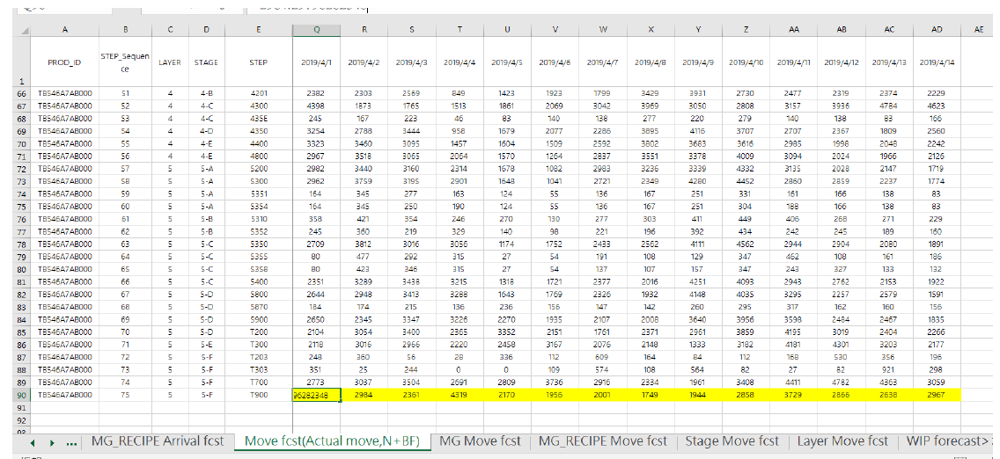 A B C D E Q R S T U V W X Y Z AA AB AC AD AE
1 PROD_ID STEP_Sequen
ce LAYER STAGE STEP 2019/4/1 2019/4/2 2019/4/3 2019/4/4 2019/4/5 2019/4/6 2019/4/7 2019/4/8 2019/4/9 2019/4/10 2019/4/11 2019/4/12 2019/4/13 2019/4/14
66 TB546A7AB000 51 4 4-B 4201 2382 2303 2569 849 1423 1923 1799 3429 3931 2730 2477 2319 2374 2229
67 TB546A7AB000 52 4 4-C 4300 4398 1873 1765 1513 1861 2069 3042 3969 3050 2808 3157 3936 4784 4623
68 TB546A7AB000 53 4 4-C 435E 245 167 223 46 83 140 138 277 220 279 140 138 83 166
69 TB546A7AB000 54 4 4-D 4350 3254 2788 3444 958 1679 2077 2286 3895 4116 3707 2707 2367 1809 2560
70 TB546A7AB000 55 4 4-E 4400 3323 3460 3095 1457 1604 1509 2592 3802 3683 3616 2985 1998 2048 2242
71 TB546A7AB000 56 4 4-E 4800 2967 3518 3065 2064 1570 1264 2837 3551 3378 4009 3094 2024 1966 2126
72 TB546A7AB000 57 5 5-A 5200 2982 3440 3160 2314 1678 1082 2983 3236 3339 4332 3135 2028 2147 1719
73 TB546A7AB000 58 5 5-A 5300 2962 3759 3195 2901 1648 1041 2721 2349 4280 4452 2860 2859 2237 1774
74 TB546A7AB000 59 5 5-A 5351 164 345 277 163 124 55 136 167 251 331 161 166 138 83
75 TB546A7AB000 60 5 5-A 5354 164 345 250 190 124 55 136 167 251 304 188 166 138 83
76 TB546A7AB000 61 5 5-B 5310 358 421 354 246 270 130 277 303 411 449 406 268 271 229
77 TB546A7AB000 62 5 5-B 5352 245 360 219 329 140 98 221 196 392 434 242 245 189 160
78 TB546A7AB000 63 5 5-C 5350 2709 3812 3016 3056 1174 1752 2433 2562 4111 4562 2944 2904 2080 1891
79 TB546A7AB000 64 5 5-C 5355 80 477 292 315 27 54 191 108 129 347 462 108 161 186
80 TB546A7AB000 65 5 5-C 5358 80 423 346 315 27 54 137 107 157 347 243 327 133 132
81 TB546A7AB000 66 5 5-C 5400 2351 3289 3438 3215 1318 1721 2377 2016 4251 4093 2943 2762 2153 1922
82 TB546A7AB000 67 5 5-D 5800 2644 2948 3413 3288 1643 1769 2326 1932 4148 4035 3295 2257 2579 1591
83 TB546A7AB000 68 5 5-D 5870 184 174 215 136 236 156 147 142 260 295 317 162 160 156
84 TB546A7AB000 69 5 5-D 5900 2650 2345 3347 3226 2270 1935 2107 2008 3640 3956 3598 2484 2467 1835
85 TB546A7AB000 70 5 5-D T200 2104 3054 3400 2365 3352 2151 1761 2371 2961 3859 4195 3019 2404 2266
86 TB546A7AB000 71 5 5-E T300 2118 3016 2966 2220 2458 3167 2076 2148 1333 3182 4181 4301 3203 2177
87 TB546A7AB000 72 5 5-F T203 248 360 56 28 336 112 609 164 84 112 168 530 356 196
88 TB546A7AB000 73 5 5-F T303 351 25 244 0 0 109 574 108 564 82 27 82 921 298
89 TB546A7AB000 74 5 5-F T700 2773 3037 3504 2691 2809 3736 2916 2334 1961 3408 4411 4782 4363 3059
90 TB546A7AB000 75 5 5-F T900 96282348 2984 2361 4319 2170 1956 2001 1749 1944 2858 3729 2866 2638 2967
91
92
... MG_RECIPE Arrival fcst Move fcst(Actual move,N+BF) MG Move fcst MG_RECIPE Move fcst Stage Move fcst Layer Move fcst WIP forecast>